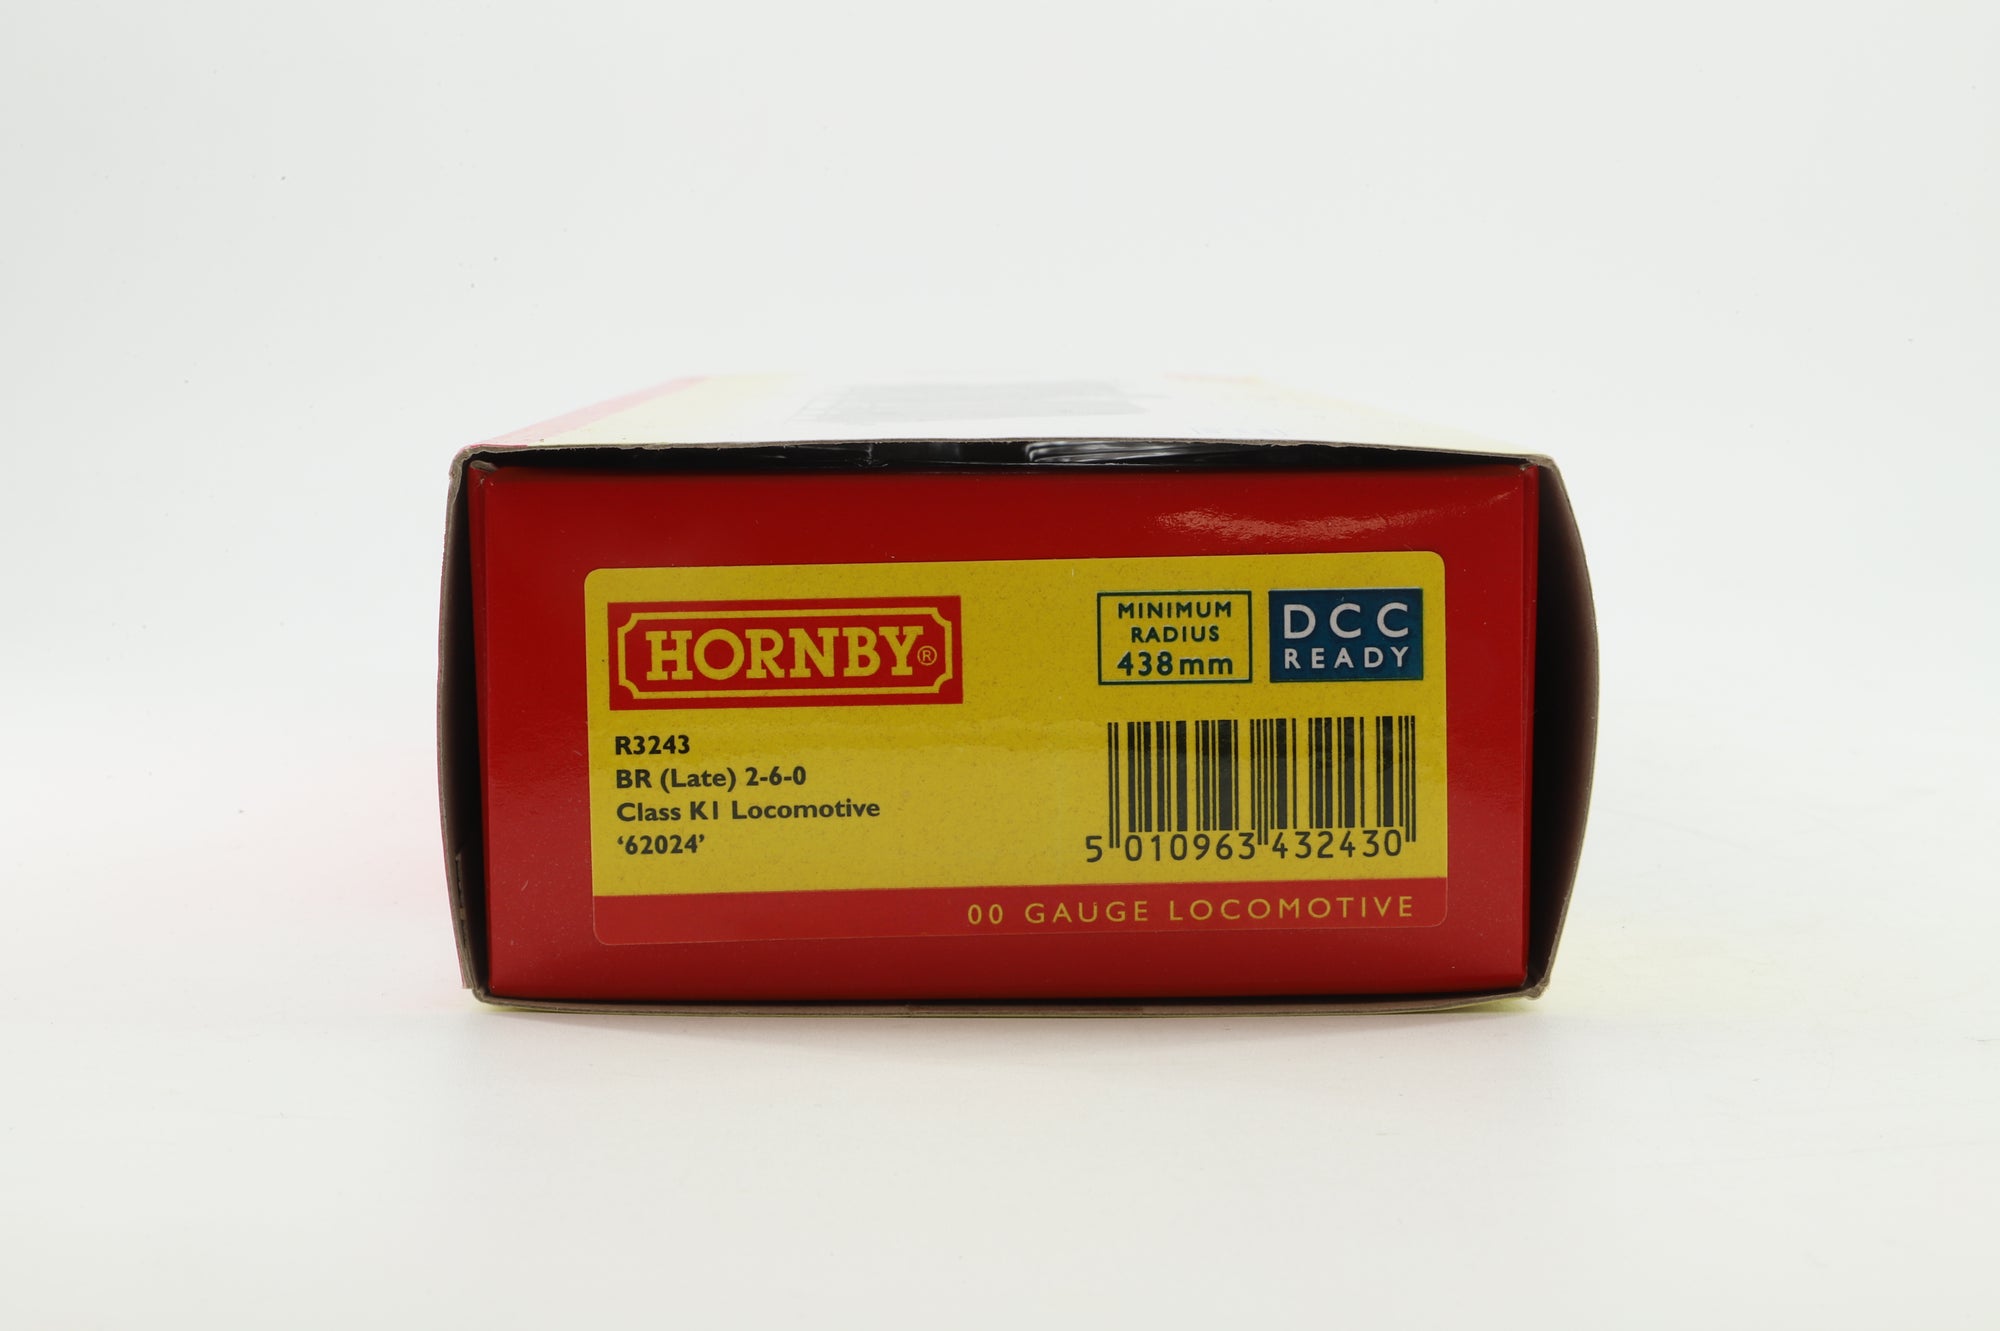 HORNBY®
MINIMUM
RADIUS
438mm
DCC
READY
R3243
BR (Late) 2-6-0
Class K1 Locomotive
‘62024’
5 010963 432430
00 GAUGE LOCOMOTIVE